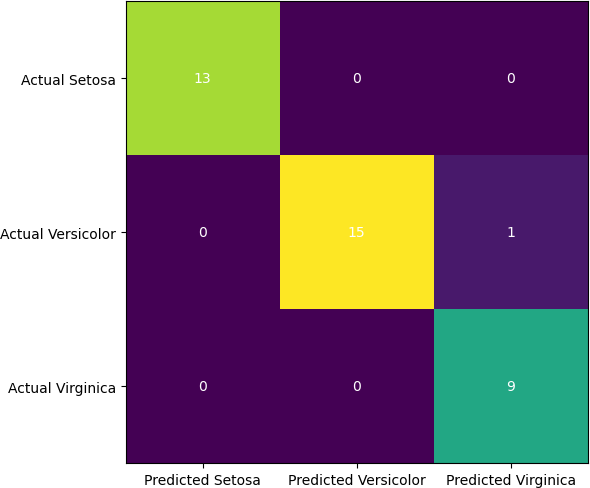 Actual Setosa 13 0 0
Actual Versicolor 0 15 1
Actual Virginica 0 0 9
Predicted Setosa Predicted Versicolor Predicted Virginica